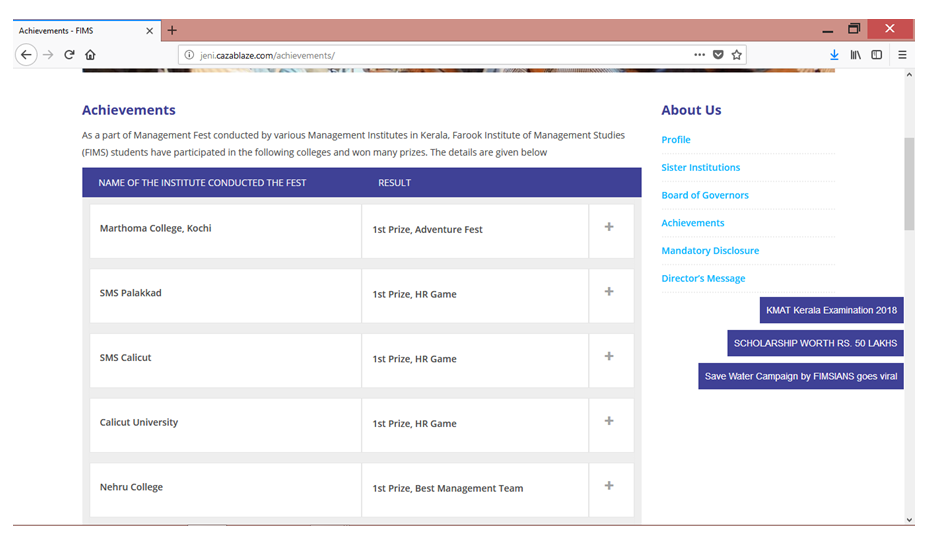 Achievements - FIMS
jeni.cazablaze.com/achievements/
Achievements
As a part of Management Fest conducted by various Management Institutes in Kerala, Farook Institute of Management Studies
(FIMS) students have participated in the following colleges and won many prizes. The details are given below
NAME OF THE INSTITUTE CONDUCTED THE FEST RESULT
Marthoma College, Kochi 1st Prize, Adventure Fest +
SMS Palakkad 1st Prize, HR Game +
SMS Calicut 1st Prize, HR Game +
Calicut University 1st Prize, HR Game +
Nehru College 1st Prize, Best Management Team +
About Us
Profile
Sister Institutions
Board of Governors
Achievements
Mandatory Disclosure
Director's Message
KMAT Kerala Examination 2018
SCHOLARSHIP WORTH RS. 50 LAKHS
Save Water Campaign by FIMSIANS goes viral